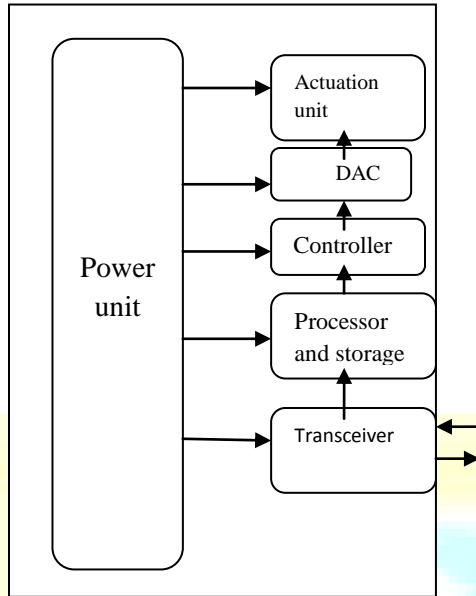 Actuation
unit
DAC
Controller
Power
unit
Processor
and storage
Transceiver